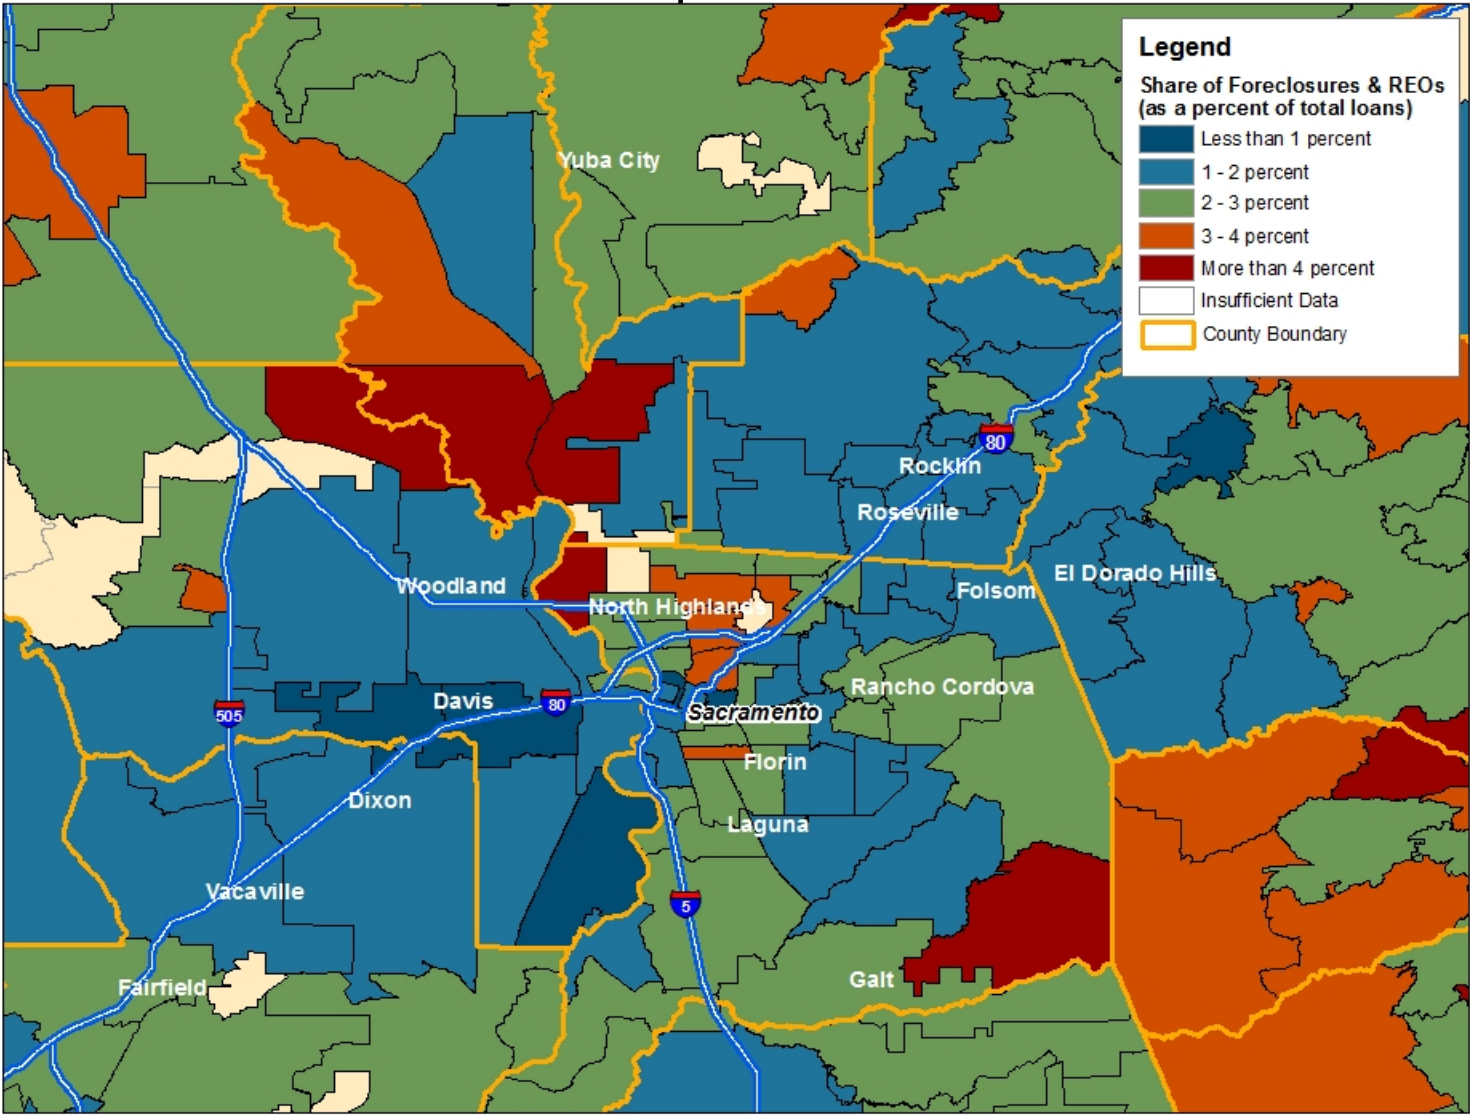 Legend
Share of Foreclosures & REOs
(as a percent of total loans)
Less than 1 percent
1 - 2 percent
2 - 3 percent
3 - 4 percent
More than 4 percent
Insufficient Data
County Boundary
Yuba City
80
Rocklin
Roseville
Woodland
North Highlands
Folsom
El Dorado Hills
Davis
80
505
Rancho Cordova
Sacramento
Florin
Dixon
Laguna
Vacaville
5
Galt
Fairfield